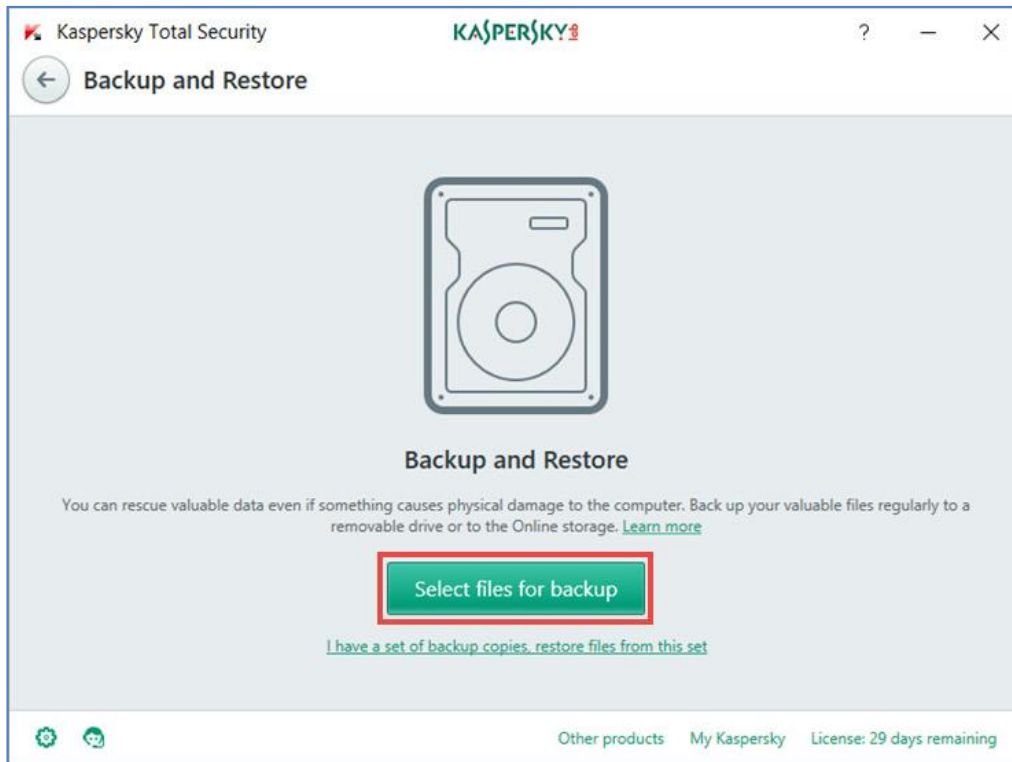 Kaspersky Total Security
KASPERSKY lab
?
Backup and Restore
Backup and Restore
You can rescue valuable data even if something causes physical damage to the computer. Back up your valuable files regularly to a
removable drive or to the Online storage. Learn more
Select files for backup
I have a set of backup copies, restore files from this set
Other products My Kaspersky License: 29 days remaining